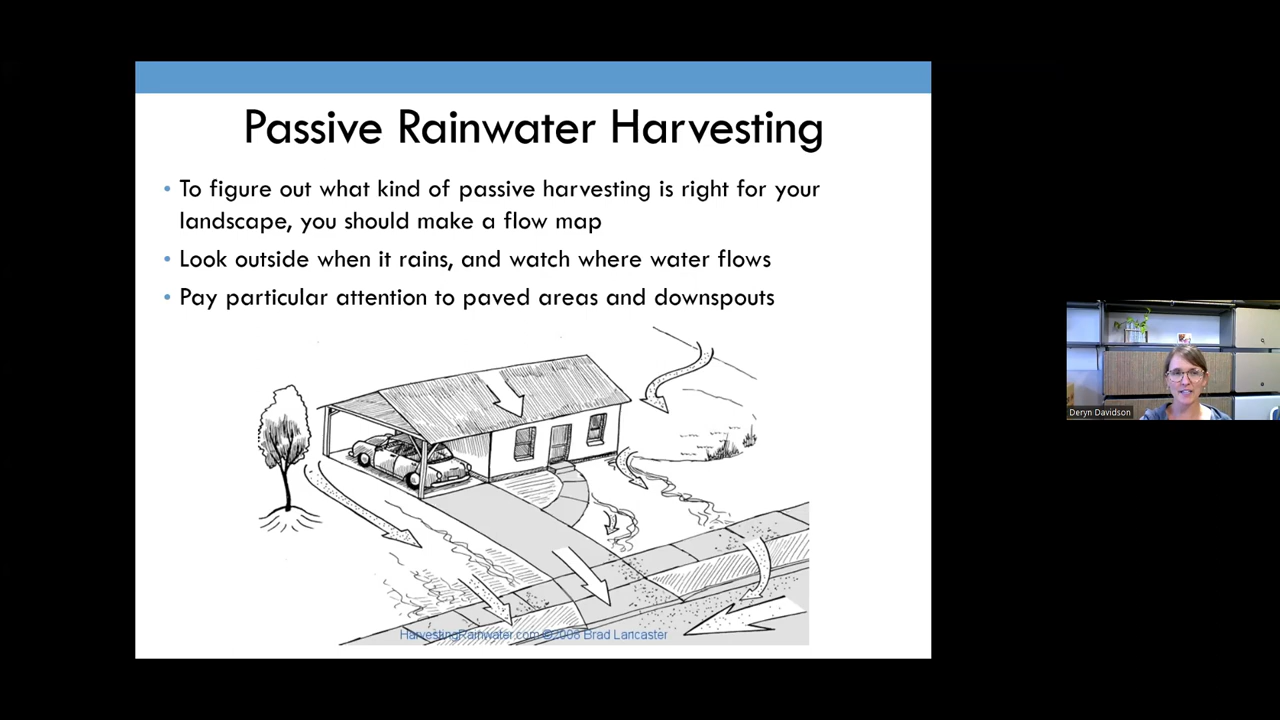 Passive Rainwater Harvesting
• To figure out what kind of passive harvesting is right for your
landscape, you should make a flow map
• Look outside when it rains, and watch where water flows
• Pay particular attention to paved areas and downspouts
HarvestingRainwater.com ©2006 Brad Lancaster
Deryn Davidson